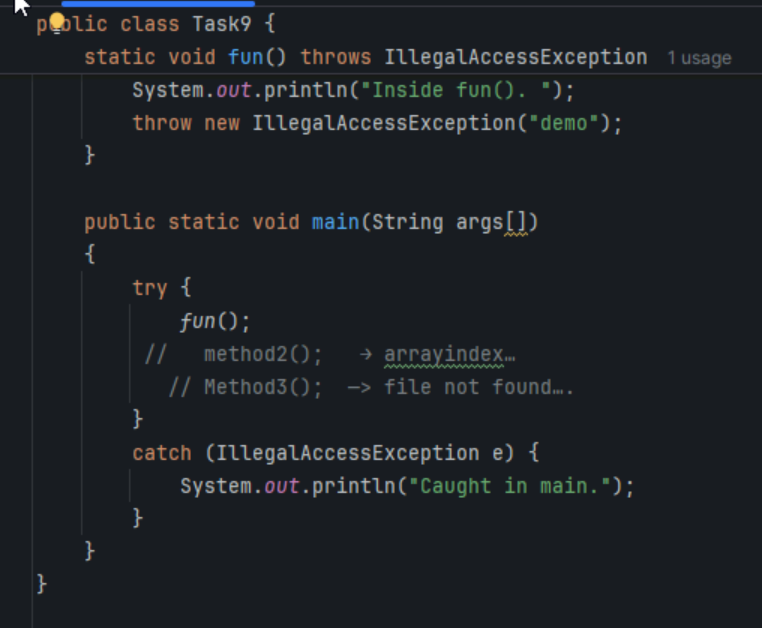 public class Task9 {
static void fun() throws IllegalAccessException 1 usage
System.out.println("Inside fun(). ");
throw new IllegalAccessException("demo");
}
public static void main(String args[])
{
try {
fun();
// method2(); → arrayindex…
// Method3(); —> file not found….
}
catch (IllegalAccessException e) {
System.out.println("Caught in main.");
}
}
}